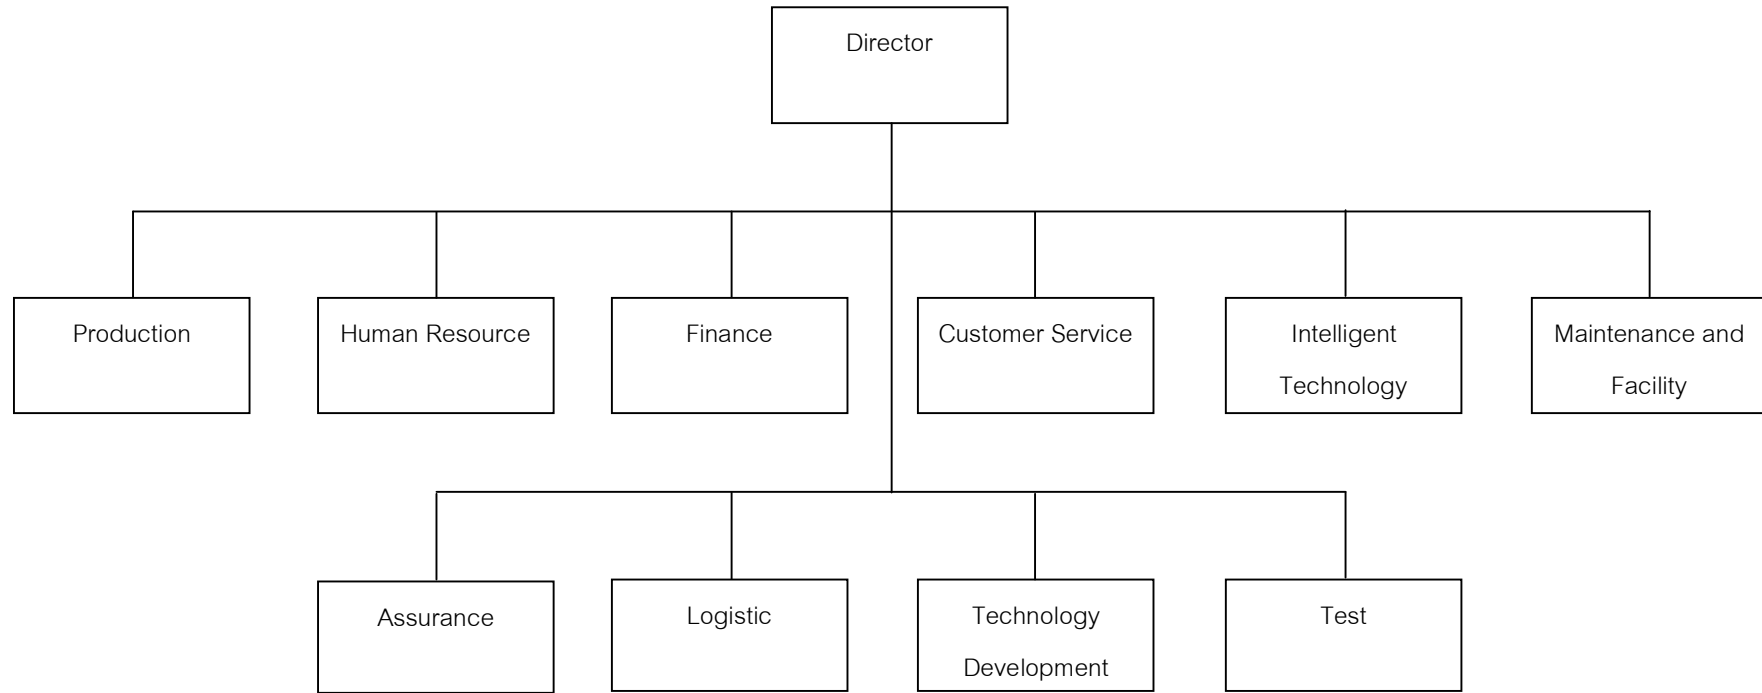 Director
Production
Human Resource
Finance
Customer Service
Intelligent
Technology
Maintenance and
Facility
Assurance
Logistic
Technology
Development
Test